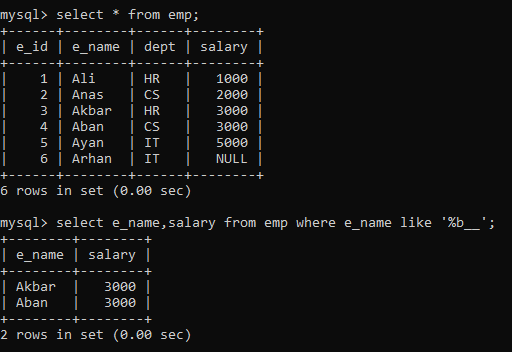 mysql> select * from emp;
+------+--------+------+--------+
| e_id | e_name | dept | salary |
+------+--------+------+--------+
|    1 | Ali    | HR   |   1000 |
|    2 | Anas   | CS   |   2000 |
|    3 | Akbar  | HR   |   3000 |
|    4 | Aban   | CS   |   3000 |
|    5 | Ayan   | IT   |   5000 |
|    6 | Arhan  | IT   |   NULL |
+------+--------+------+--------+
6 rows in set (0.00 sec)
mysql> select e_name,salary from emp where e_name like '%b__';
+--------+--------+
| e_name | salary |
+--------+--------+
| Akbar  |   3000 |
| Aban   |   3000 |
+--------+--------+
2 rows in set (0.00 sec)